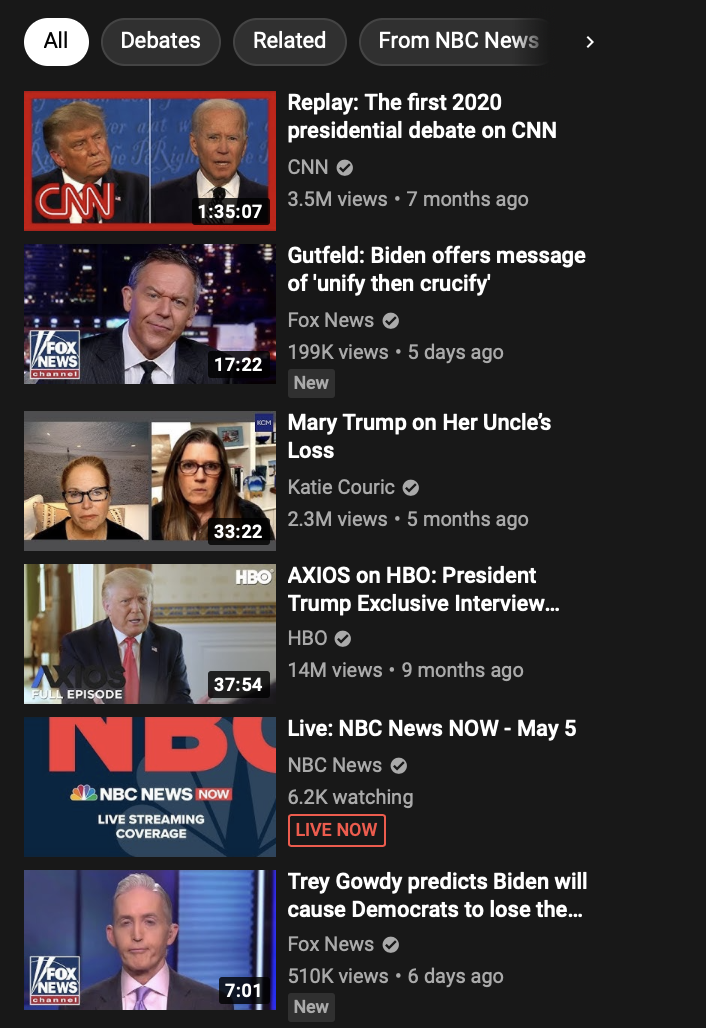 All
Debates
Related
From NBC News
CNN
1:35:07
Replay: The first 2020
presidential debate on CNN
CNN
3.5M views • 7 months ago
FOX
NEWS
channel
17:22
Gutfeld: Biden offers message
of 'unify then crucify'
Fox News
199K views • 5 days ago
New
KCM
33:22
Mary Trump on Her Uncle’s
Loss
Katie Couric
2.3M views • 5 months ago
HBO
AXIOS
FULL EPISODE
37:54
AXIOS on HBO: President
Trump Exclusive Interview...
HBO
14M views • 9 months ago
NBC
NBC NEWS NOW
LIVE STREAMING
COVERAGE
Live: NBC News NOW - May 5
NBC News
6.2K watching
LIVE NOW
FOX
NEWS
channel
7:01
Trey Gowdy predicts Biden will
cause Democrats to lose the...
Fox News
510K views • 6 days ago
New